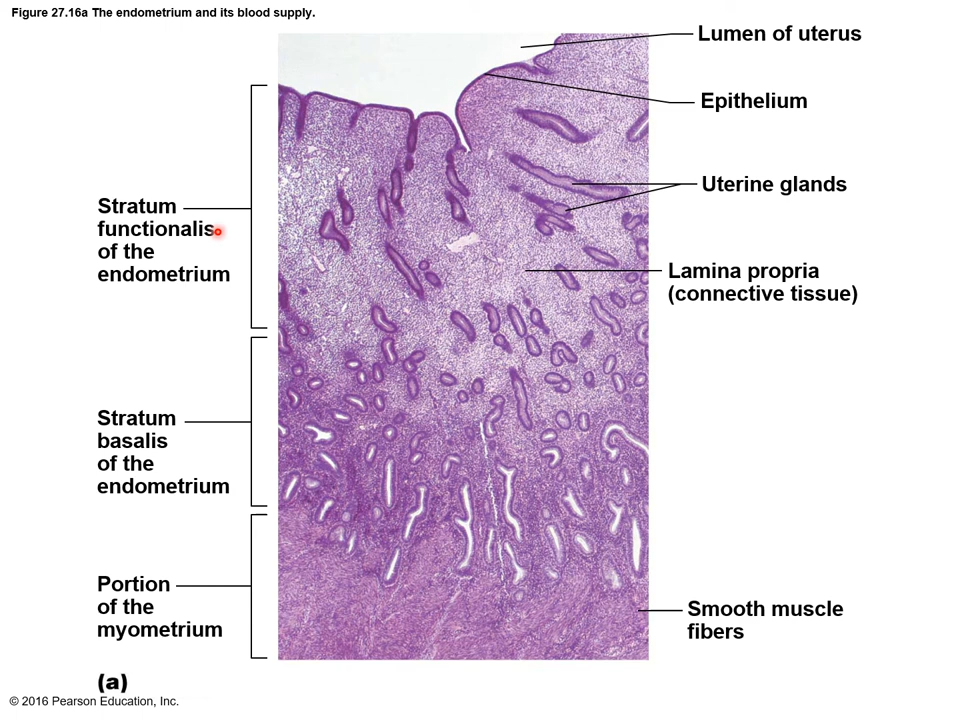 Figure 27.16a The endometrium and its blood supply.
Lumen of uterus
Epithelium
Uterine glands
Stratum
functionalis
of the
endometrium
Lamina propria
(connective tissue)
Stratum
basalis
of the
endometrium
Portion
of the
myometrium
Smooth muscle
fibers
(a)
© 2016 Pearson Education, Inc.